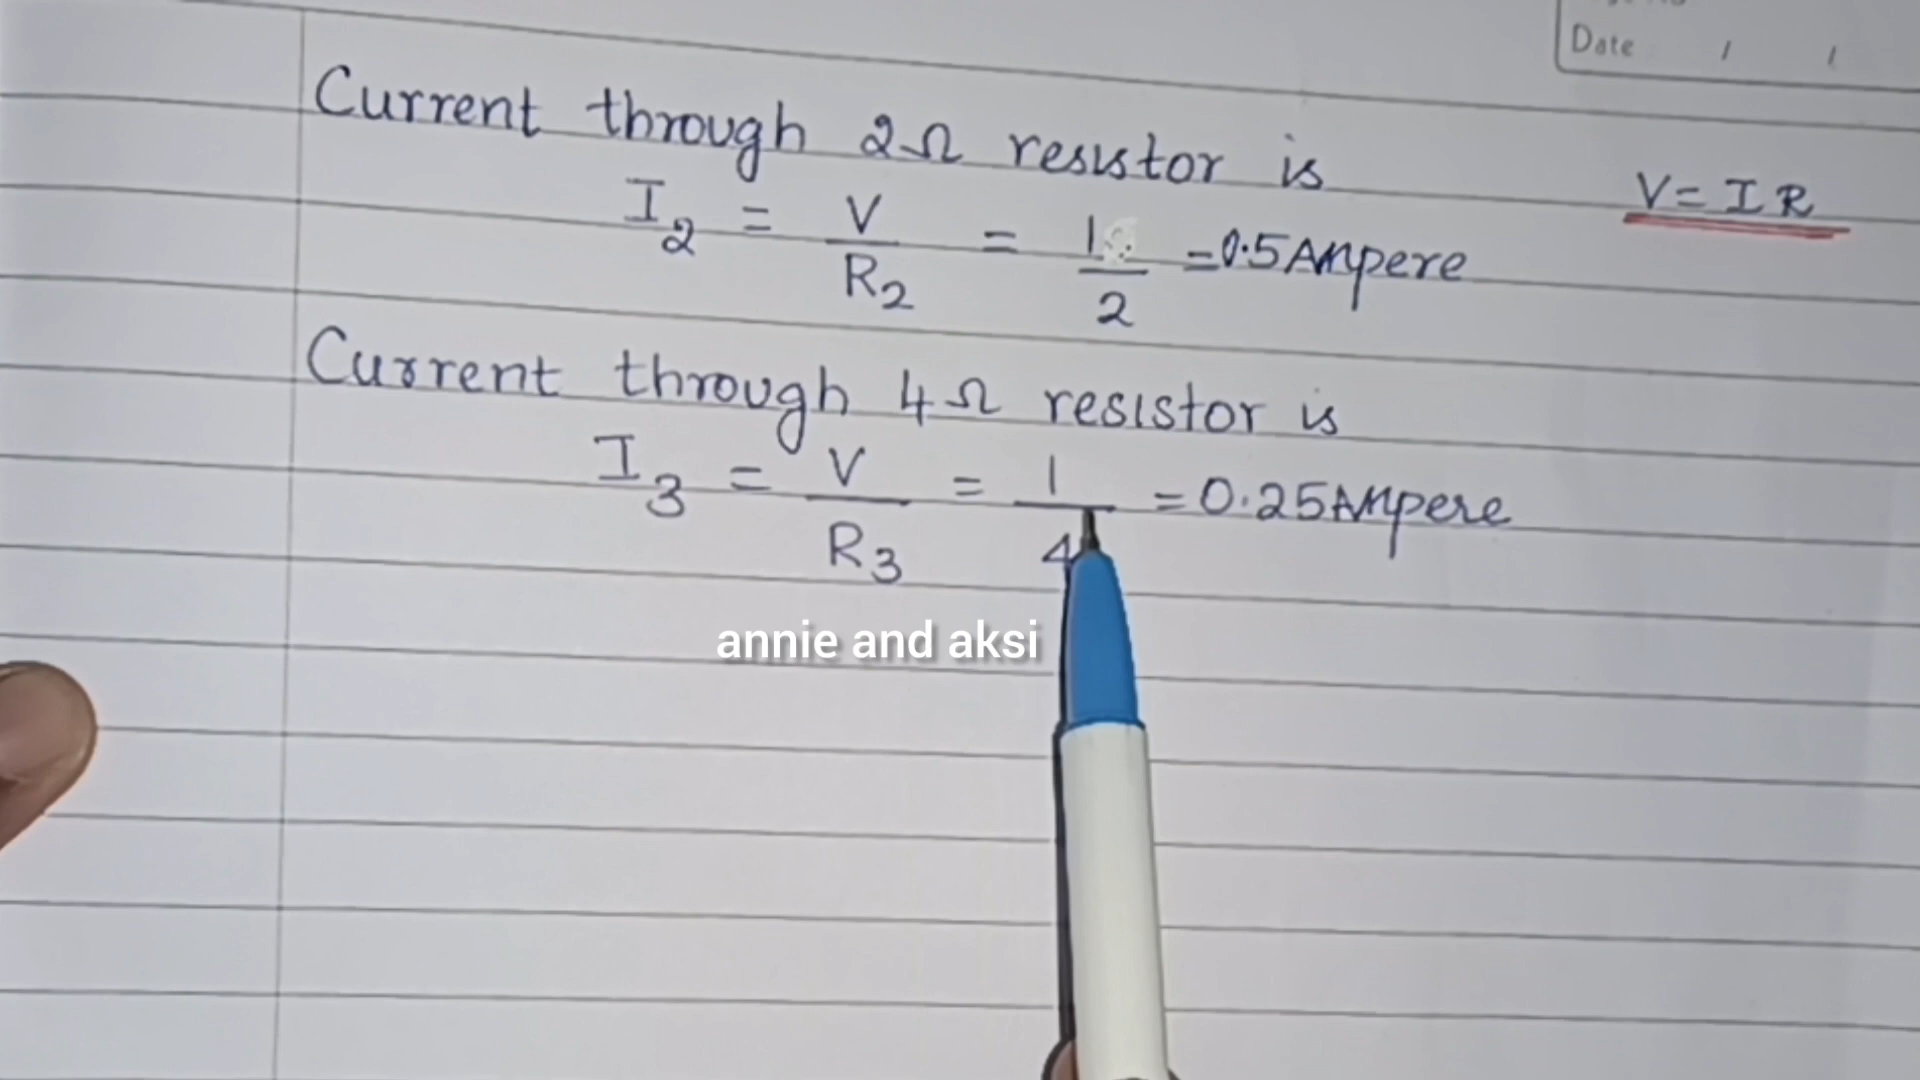 Date / /
Current through 2Ω resistor is
V = I R
I₂ = V/R₂ = 1/2 = 0.5 Ampere
Current through 4Ω resistor is
I₃ = V/R₃ = 1/4 = 0.25 Ampere
annie and aksi